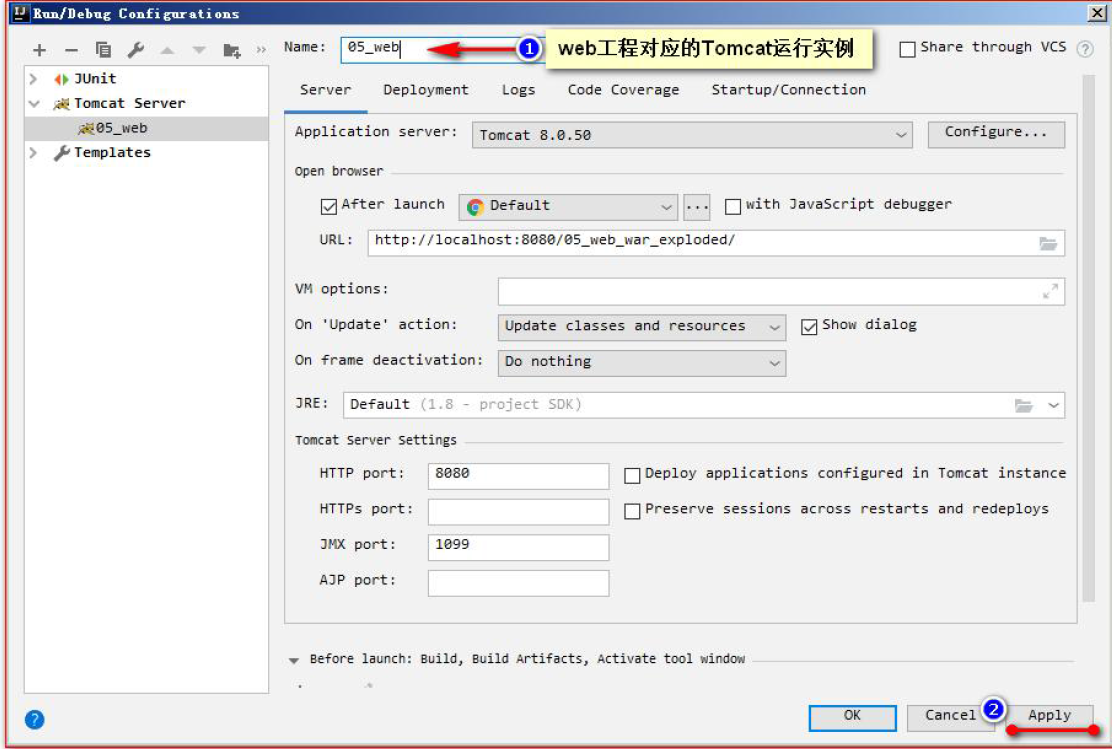 Run/Debug Configurations
JUnit
Tomcat Server
05_web
Templates
Name: 05_web 1 web工程对应的Tomcat运行实例 Share through VCS ?
Server Deployment Logs Code Coverage Startup/Connection
Application server: Tomcat 8.0.50 Configure...
Open browser
After launch Default ... with JavaScript debugger
URL: http://localhost:8080/05_web_war_exploded/
VM options:
On 'Update' action: Update classes and resources Show dialog
On frame deactivation: Do nothing
JRE: Default (1.8 - project SDK)
Tomcat Server Settings
HTTP port: 8080 Deploy applications configured in Tomcat instance
HTTPs port: Preserve sessions across restarts and redeploys
JMX port: 1099
AJP port:
Before launch: Build, Build Artifacts, Activate tool window
? OK Cancel 2 Apply